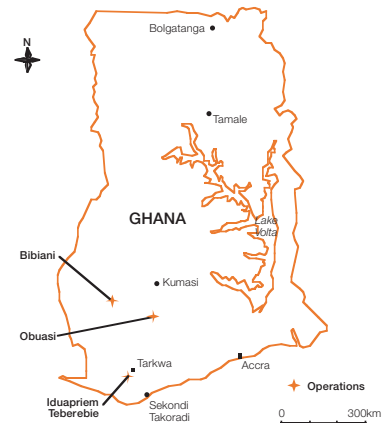 Bolgatanga
N
Tamale
GHANA
Lake
Volta
Bibiani
Kumasi
Obuasi
Tarkwa
Accra
Operations
Iduapriem
Teberebie
Sekondi
Takoradi
0 300km